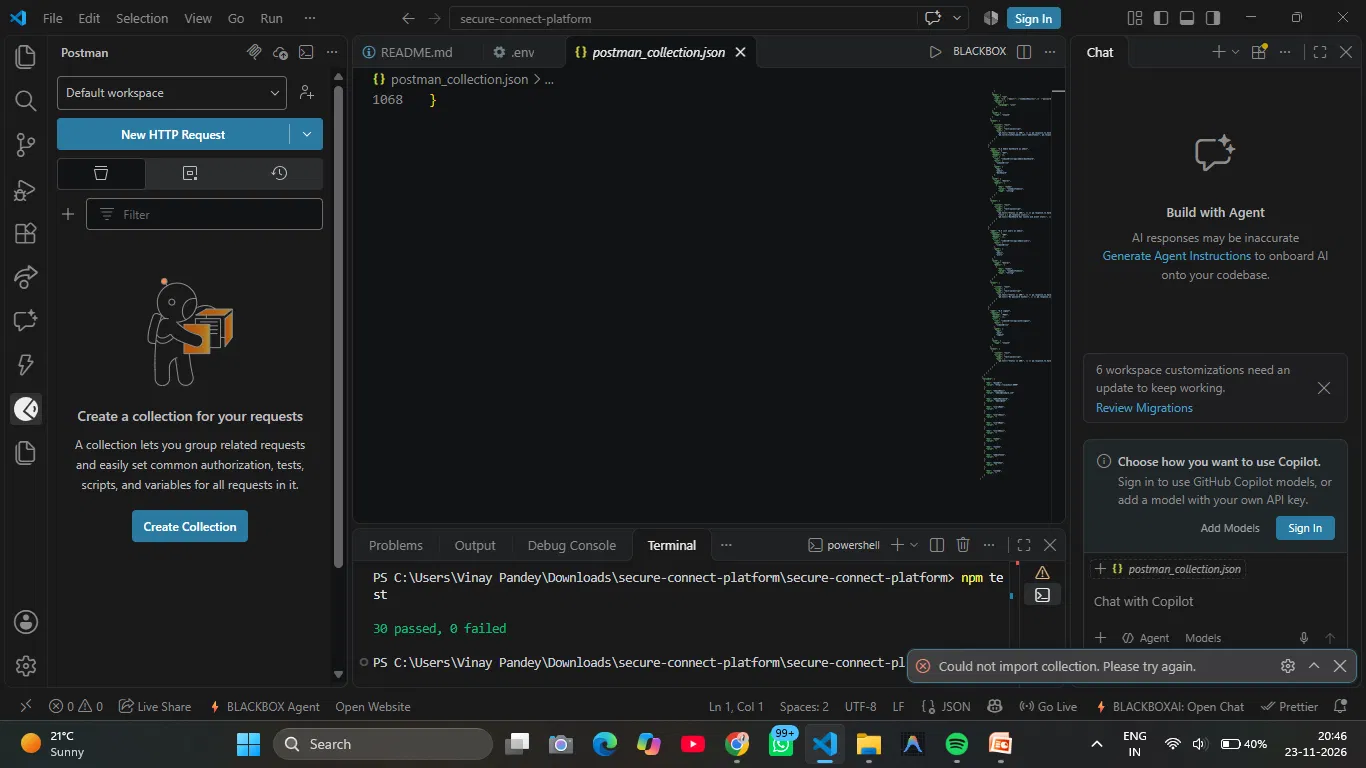 File Edit Selection View Go Run ···
secure-connect-platform
Sign In
Postman
Default workspace
New HTTP Request
Filter
Create a collection for your requests
A collection lets you group related requests
and easily set common authorization, tests,
scripts, and variables for all requests in it.
Create Collection
README.md
.env
{} postman_collection.json
BLACKBOX
{} postman_collection.json > ...
1068 }
Problems Output Debug Console Terminal ···
powershell
PS C:\Users\Vinay Pandey\Downloads\secure-connect-platform\secure-connect-platform> npm te
st
30 passed, 0 failed
PS C:\Users\Vinay Pandey\Downloads\secure-connect-platform\secure-connect-pl
Chat
Build with Agent
AI responses may be inaccurate
Generate Agent Instructions to onboard AI
onto your codebase.
6 workspace customizations need an
update to keep working.
Review Migrations
Choose how you want to use Copilot.
Sign in to use GitHub Copilot models, or
add a model with your own API key.
Add Models Sign In
{} postman_collection.json
Chat with Copilot
Agent Models
Could not import collection. Please try again.
0 0 Live Share BLACKBOX Agent Open Website
Ln 1, Col 1 Spaces: 2 UTF-8 LF {} JSON Go Live BLACKBOXAI: Open Chat Prettier
21°C
Sunny
Search
99+
ENG
IN
40%
20:46
23-11-2026